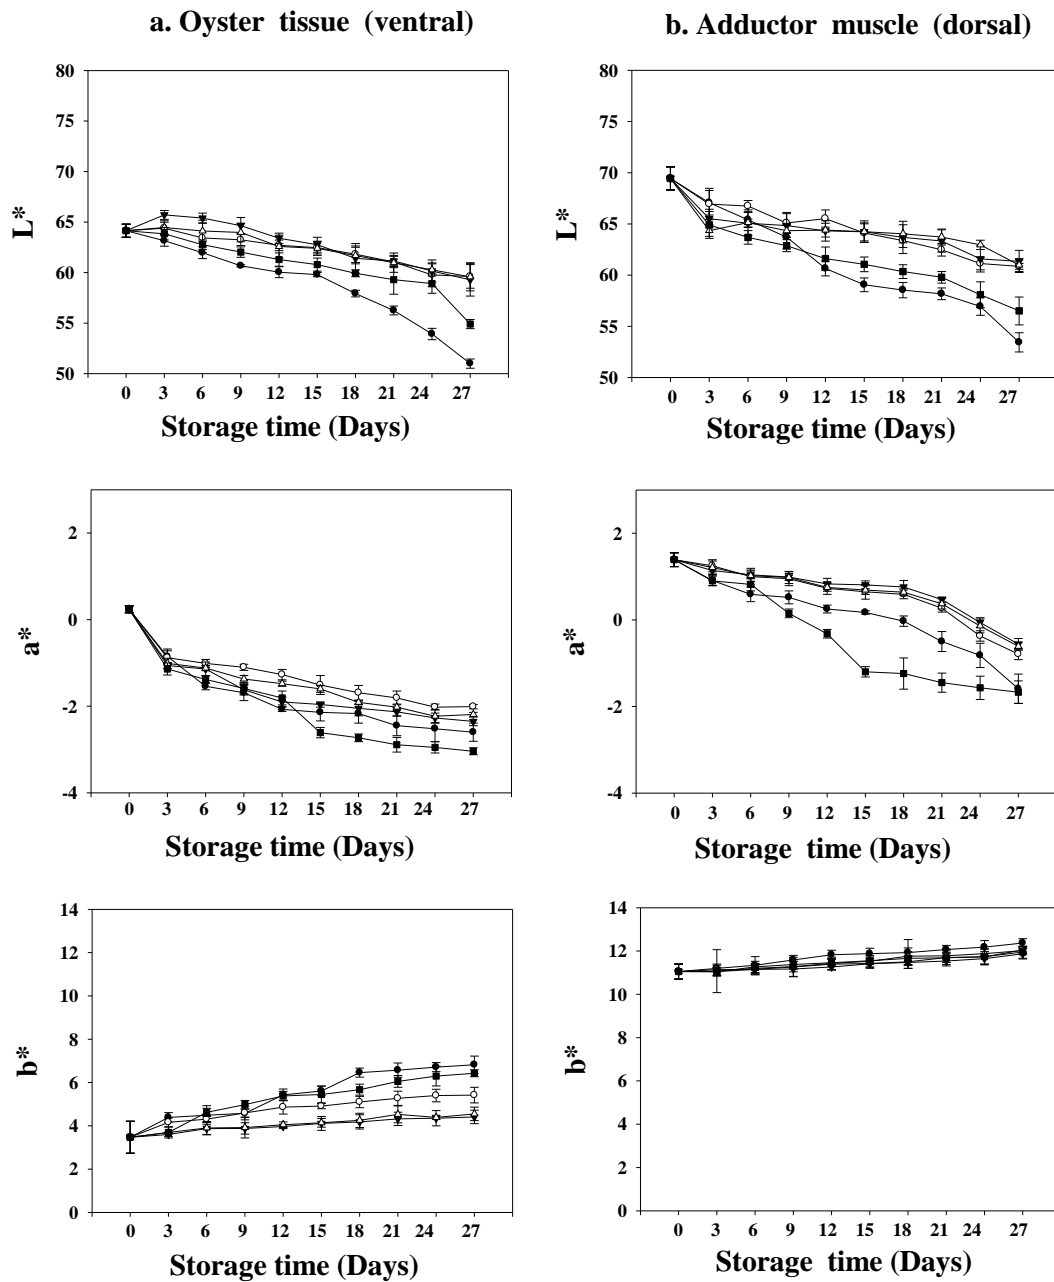 a. Oyster tissue (ventral)
b. Adductor muscle (dorsal)
80
75
70
65
60
55
50
L*
0 3 6 9 12 15 18 21 24 27
Storage time (Days)
80
75
70
65
60
55
50
L*
0 3 6 9 12 15 18 21 24 27
Storage time (Days)
2
0
-2
-4
a*
0 3 6 9 12 15 18 21 24 27
Storage time (Days)
2
0
-2
-4
a*
0 3 6 9 12 15 18 21 24 27
Storage time (Days)
14
12
10
8
6
4
2
0
b*
0 3 6 9 12 15 18 21 24 27
Storage time (Days)
14
12
10
8
6
4
2
0
b*
0 3 6 9 12 15 18 21 24 27
Storage time (Days)